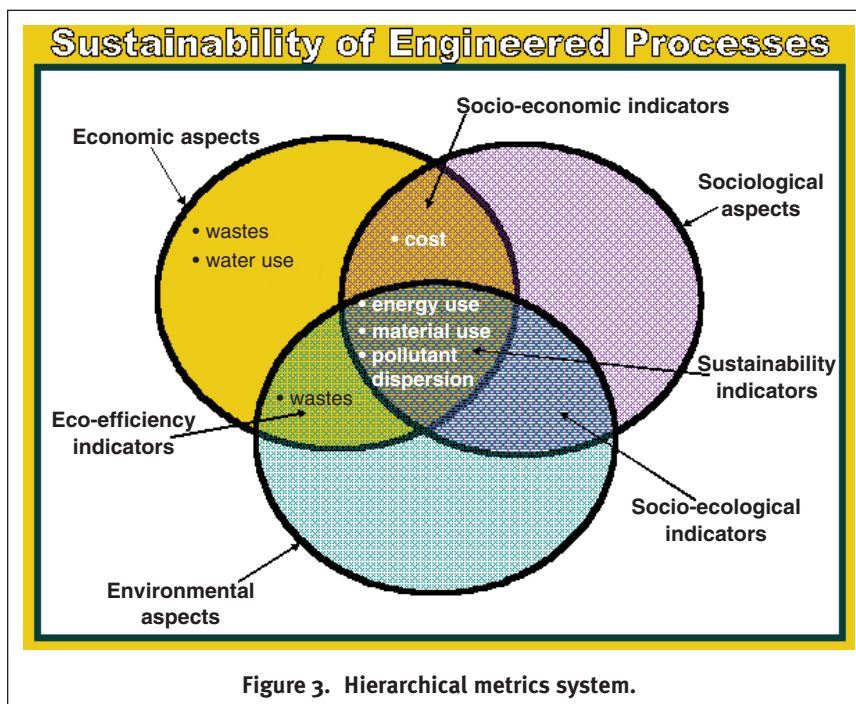 Sustainability of Engineered Processes
Socio-economic indicators
Economic aspects
Sociological
aspects
• wastes
• water use
• cost
• energy use
• material use
• pollutant
dispersion
Sustainability
indicators
• wastes
Eco-efficiency
indicators
Socio-ecological
indicators
Environmental
aspects
Figure 3. Hierarchical metrics system.